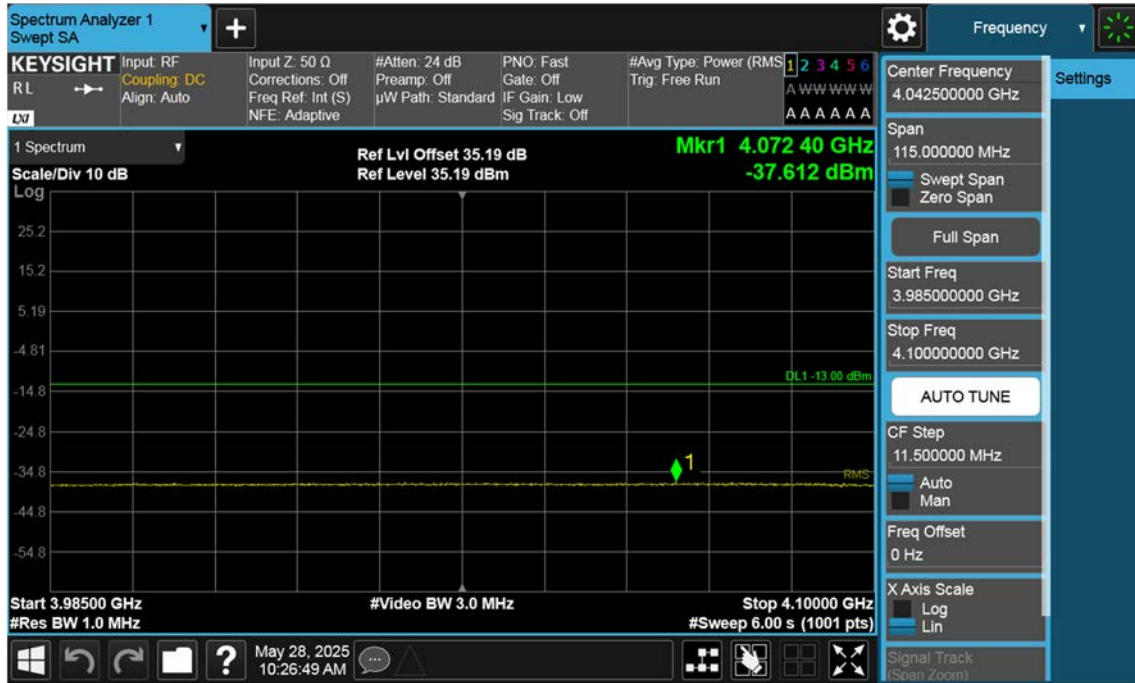 Spectrum Analyzer 1
Swept SA
+
Frequency
KEYSIGHT
RL
LXI
Input: RF
Coupling: DC
Align: Auto
Input Z: 50 Ω
Corrections: Off
Freq Ref: Int (S)
NFE: Adaptive
#Atten: 24 dB
Preamp: Off
µW Path: Standard
PNO: Fast
Gate: Off
IF Gain: Low
Sig Track: Off
#Avg Type: Power (RMS
Trig: Free Run
1 2 3 4 5 6
A W W W W W
A A A A A A
1 Spectrum
Scale/Div 10 dB
Log
Ref Lvl Offset 35.19 dB
Ref Level 35.19 dBm
Mkr1 4.072 40 GHz
-37.612 dBm
25.2
15.2
5.19
-4.81
DL1 -13.00 dBm
-14.8
-24.8
1
-34.8
RMS
-44.8
-54.8
Start 3.98500 GHz
#Video BW 3.0 MHz
Stop 4.10000 GHz
#Res BW 1.0 MHz
#Sweep 6.00 s (1001 pts)
?
May 28, 2025
10:26:49 AM
Center Frequency
4.042500000 GHz
Settings
Span
115.000000 MHz
Swept Span
Zero Span
Full Span
Start Freq
3.985000000 GHz
Stop Freq
4.100000000 GHz
AUTO TUNE
CF Step
11.500000 MHz
Auto
Man
Freq Offset
0 Hz
X Axis Scale
Log
Lin
Signal Track
(Span Zoom)